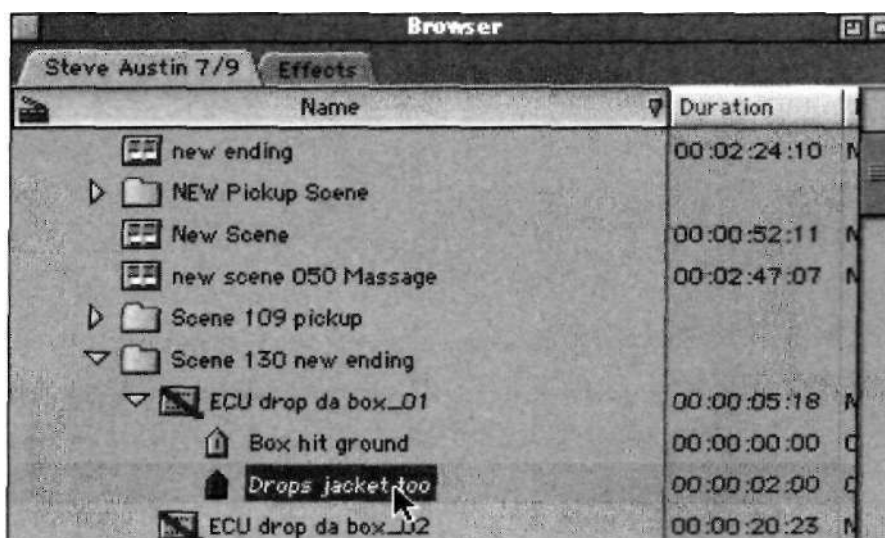 Browser
Steve Austin 7/9 Effects
Name Duration
new ending 00:02:24:10
NEW Pickup Scene
New Scene 00:00:52:11
new scene 050 Massage 00:02:47:07
Scene 109 pickup
Scene 130 new ending
ECU drop da box_01 00:00:05:18
Box hit ground 00:00:00:00
Drops jacket too 00:00:02:00
ECU drop da box_02 00:00:20:23